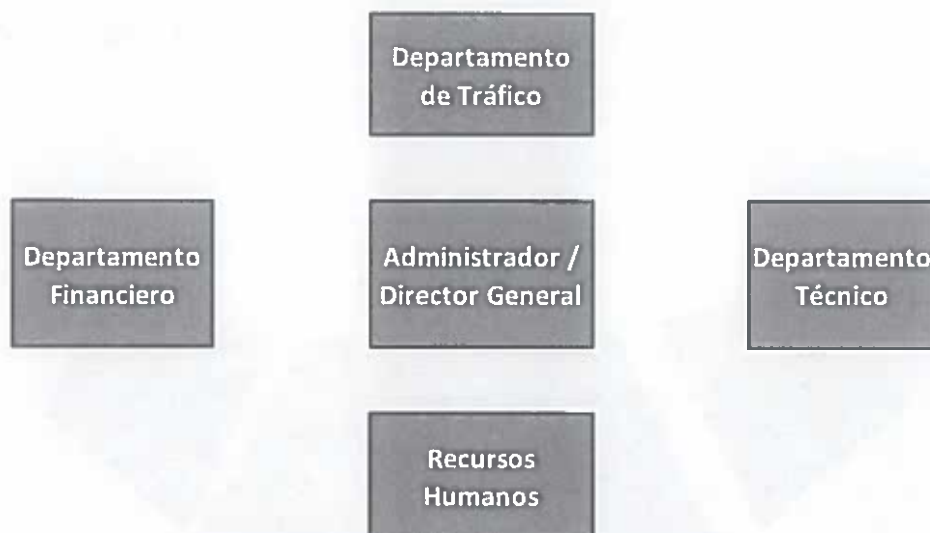 Departamento
de Tráfico
Departamento
Financiero
Administrador /
Director General
Departamento
Técnico
Recursos
Humanos